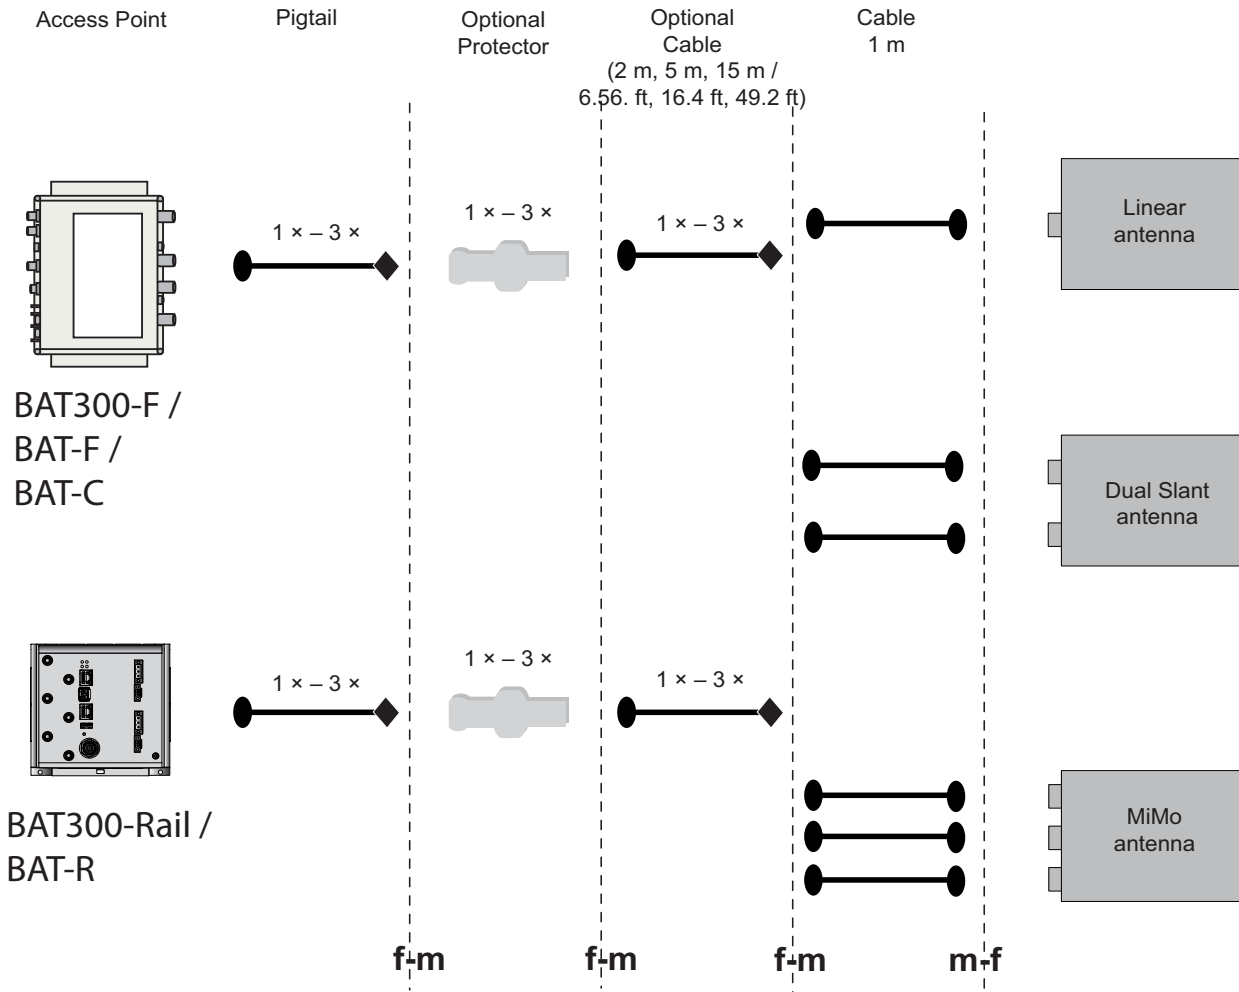 Access Point
Pigtail
Optional
Protector
Optional
Cable
(2 m, 5 m, 15 m /
6.56. ft, 16.4 ft, 49.2 ft)
Cable
1 m
1 × – 3 ×
1 × – 3 ×
1 × – 3 ×
Linear
antenna
BAT300-F /
BAT-F /
BAT-C
Dual Slant
antenna
1 × – 3 ×
1 × – 3 ×
1 × – 3 ×
BAT300-Rail /
BAT-R
MiMo
antenna
f-m
f-m
f-m
m-f